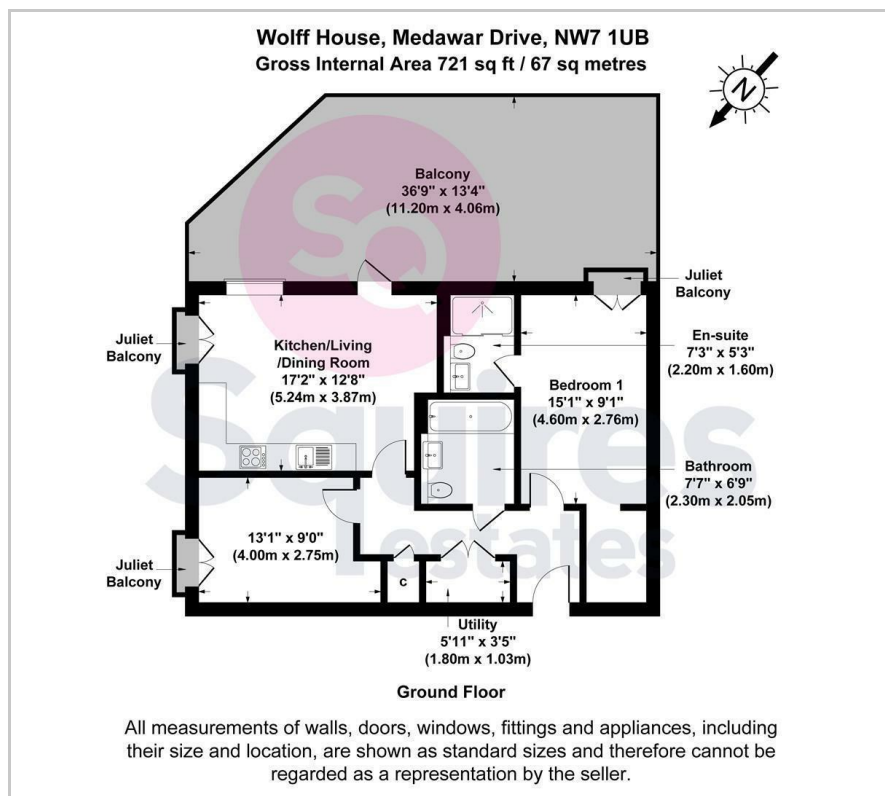 Wolff House, Medawar Drive, NW7 1UB
Gross Internal Area 721 sq ft / 67 sq metres
N
SQ
Balcony
36'9" x 13'4"
(11.20m x 4.06m)
Juliet
Balcony
Juliet
Balcony
Kitchen/Living
/Dining Room
17'2" x 12'8"
(5.24m x 3.87m)
En-suite
7'3" x 5'3"
(2.20m x 1.60m)
Bedroom 1
15'1" x 9'1"
(4.60m x 2.76m)
Squires
estates
Bathroom
7'7" x 6'9"
(2.30m x 2.05m)
13'1" x 9'0"
(4.00m x 2.75m)
Juliet
Balcony
C
Utility
5'11" x 3'5"
(1.80m x 1.03m)
Ground Floor
All measurements of walls, doors, windows, fittings and appliances, including
their size and location, are shown as standard sizes and therefore cannot be
regarded as a representation by the seller.